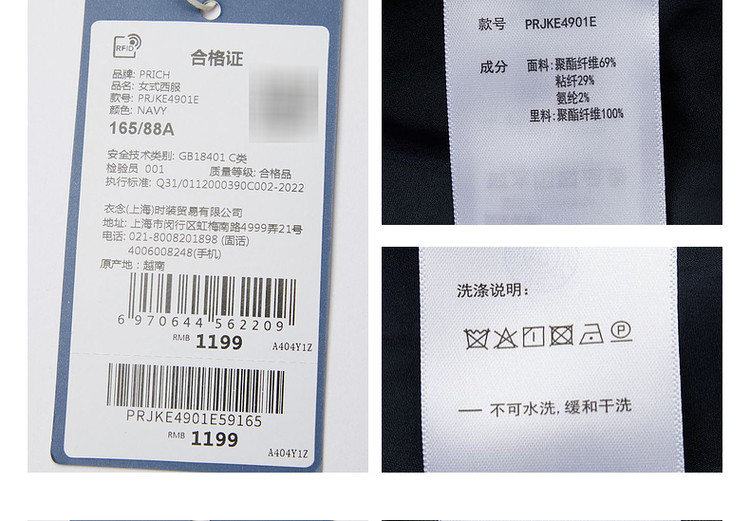 RFID
合格证
品牌: PRICH
品名: 女式西服
款号: PRJKE4901E
颜色: NAVY
165/88A
安全技术类别: GB18401 C类
检验员 001 质量等级: 合格品
执行标准: Q31/0112000390C002-2022
衣念(上海)时装贸易有限公司
地址: 上海市闵行区虹梅南路4999弄21号
电话: 021-8008201898 (固话)
4006008248(手机)
原产地: 越南
6 970644 562209
RMB 1199 A404Y1Z
PRJKE4901E59165
RMB 1199
A404Y1Z
款号 PRJKE4901E
成分 面料:聚酯纤维69%
粘纤29%
氨纶2%
里料:聚酯纤维100%
洗涤说明:
— 不可水洗,缓和干洗